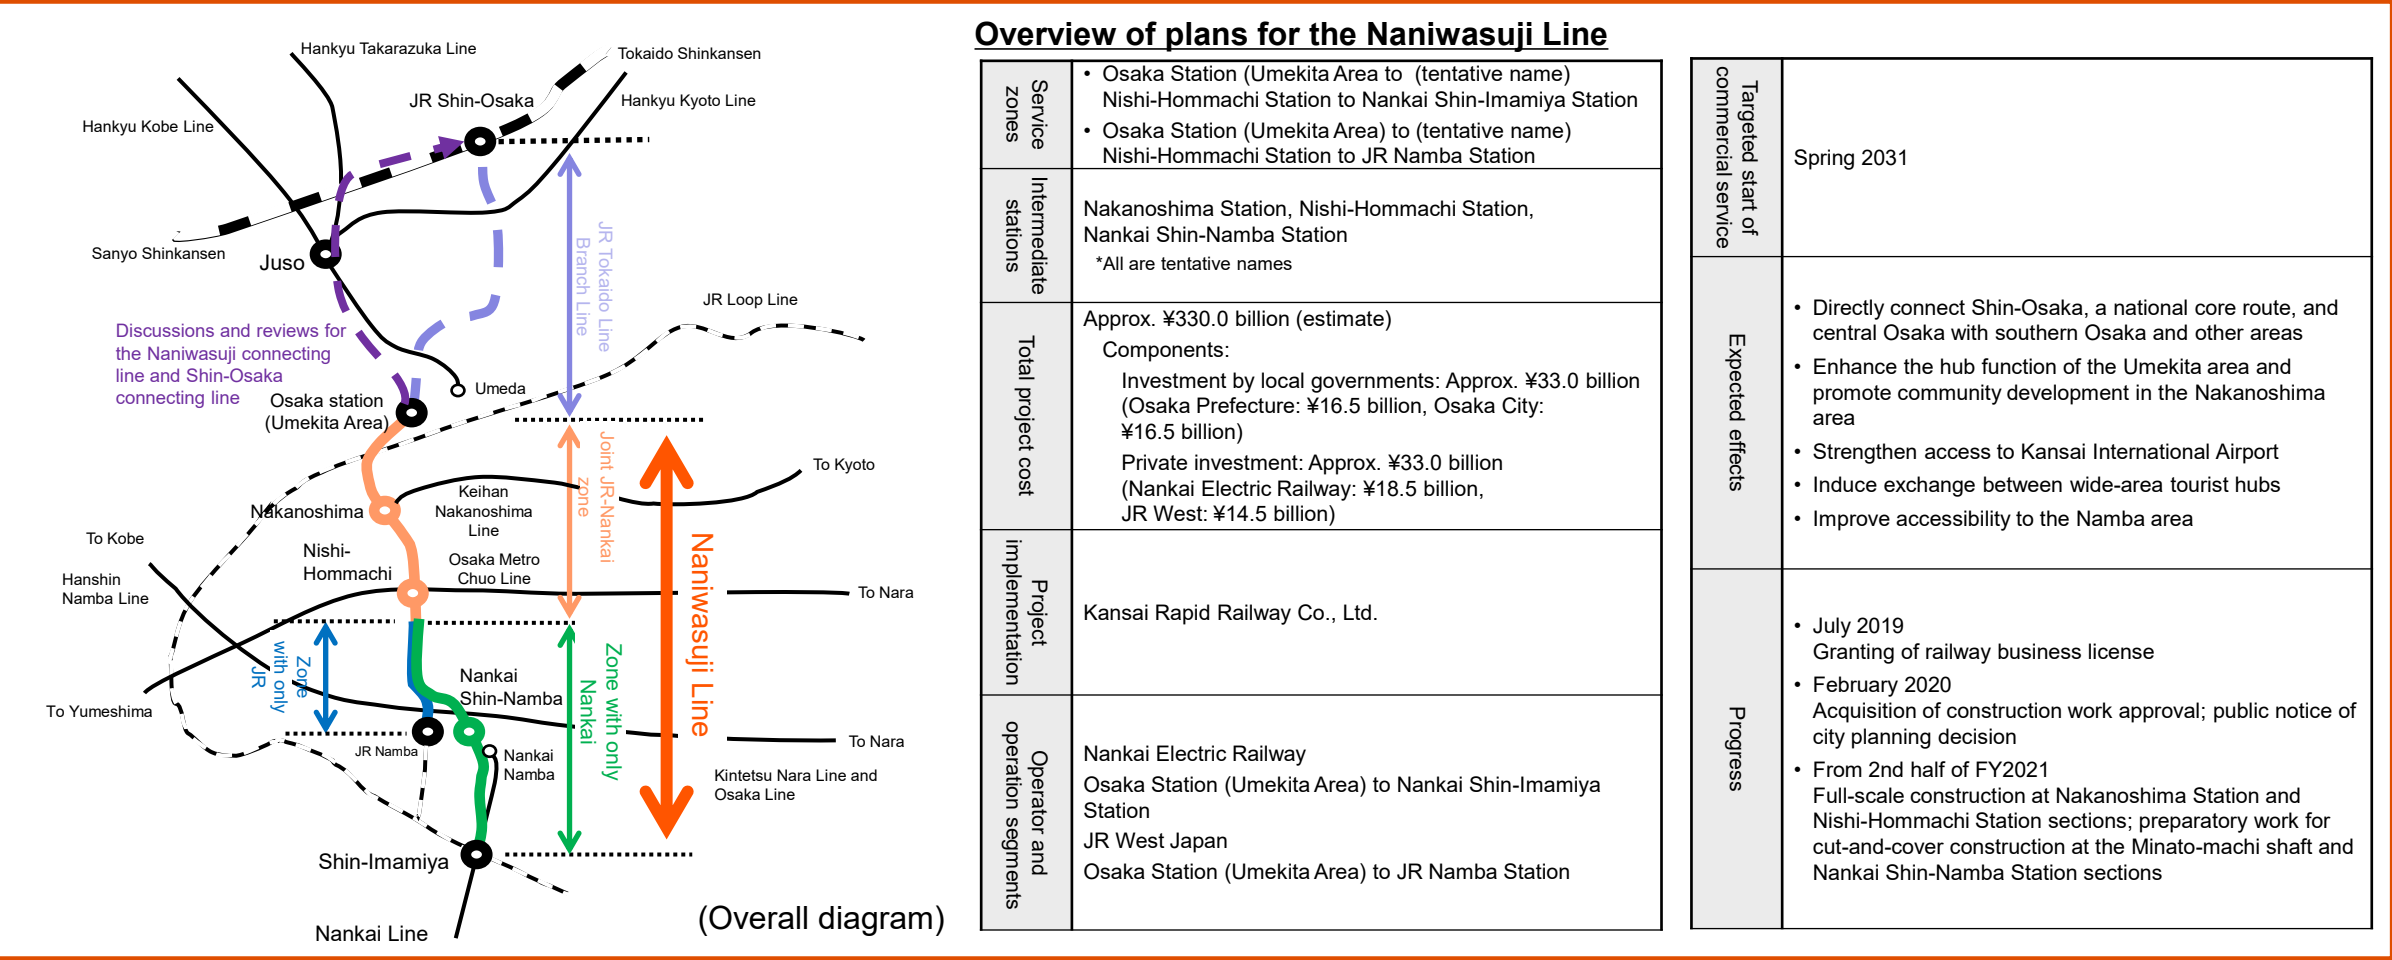 Overview of plans for the Naniwasuji Line
Hankyu Takarazuka Line
Tokaido Shinkansen
JR Shin-Osaka
Hankyu Kyoto Line
Hankyu Kobe Line
Sanyo Shinkansen
Juso
JR Tokaido Line
Branch Line
JR Loop Line
Discussions and reviews for
the Naniwasuji connecting
line and Shin-Osaka
connecting line
Umeda
Osaka station
(Umekita Area)
Joint JR-Nankai
zone
To Kyoto
Keihan
Nakanoshima
Line
Nakanoshima
To Kobe
Nishi-
Hommachi
Osaka Metro
Chuo Line
Hanshin
Namba Line
To Nara
Naniwasuji Line
Zone
with only
JR
Zone with only
Nankai
Nankai
Shin-Namba
To Yumeshima
JR Namba
Nankai
Namba
To Nara
Kintetsu Nara Line and
Osaka Line
Shin-Imamiya
Nankai Line
(Overall diagram)
Service
zones
• Osaka Station (Umekita Area to (tentative name)
Nishi-Hommachi Station to Nankai Shin-Imamiya Station
• Osaka Station (Umekita Area) to (tentative name)
Nishi-Hommachi Station to JR Namba Station
Intermediate
stations
Nakanoshima Station, Nishi-Hommachi Station,
Nankai Shin-Namba Station
*All are tentative names
Total project cost
Approx. ¥330.0 billion (estimate)
Components:
Investment by local governments: Approx. ¥33.0 billion
(Osaka Prefecture: ¥16.5 billion, Osaka City:
¥16.5 billion)
Private investment: Approx. ¥33.0 billion
(Nankai Electric Railway: ¥18.5 billion,
JR West: ¥14.5 billion)
Project
implementation
Kansai Rapid Railway Co., Ltd.
Operator and
operation segments
Nankai Electric Railway
Osaka Station (Umekita Area) to Nankai Shin-Imamiya
Station
JR West Japan
Osaka Station (Umekita Area) to JR Namba Station
Targeted start of
commercial service
Spring 2031
Expected effects
• Directly connect Shin-Osaka, a national core route, and
central Osaka with southern Osaka and other areas
• Enhance the hub function of the Umekita area and
promote community development in the Nakanoshima
area
• Strengthen access to Kansai International Airport
• Induce exchange between wide-area tourist hubs
• Improve accessibility to the Namba area
Progress
• July 2019
Granting of railway business license
• February 2020
Acquisition of construction work approval; public notice of
city planning decision
• From 2nd half of FY2021
Full-scale construction at Nakanoshima Station and
Nishi-Hommachi Station sections; preparatory work for
cut-and-cover construction at the Minato-machi shaft and
Nankai Shin-Namba Station sections